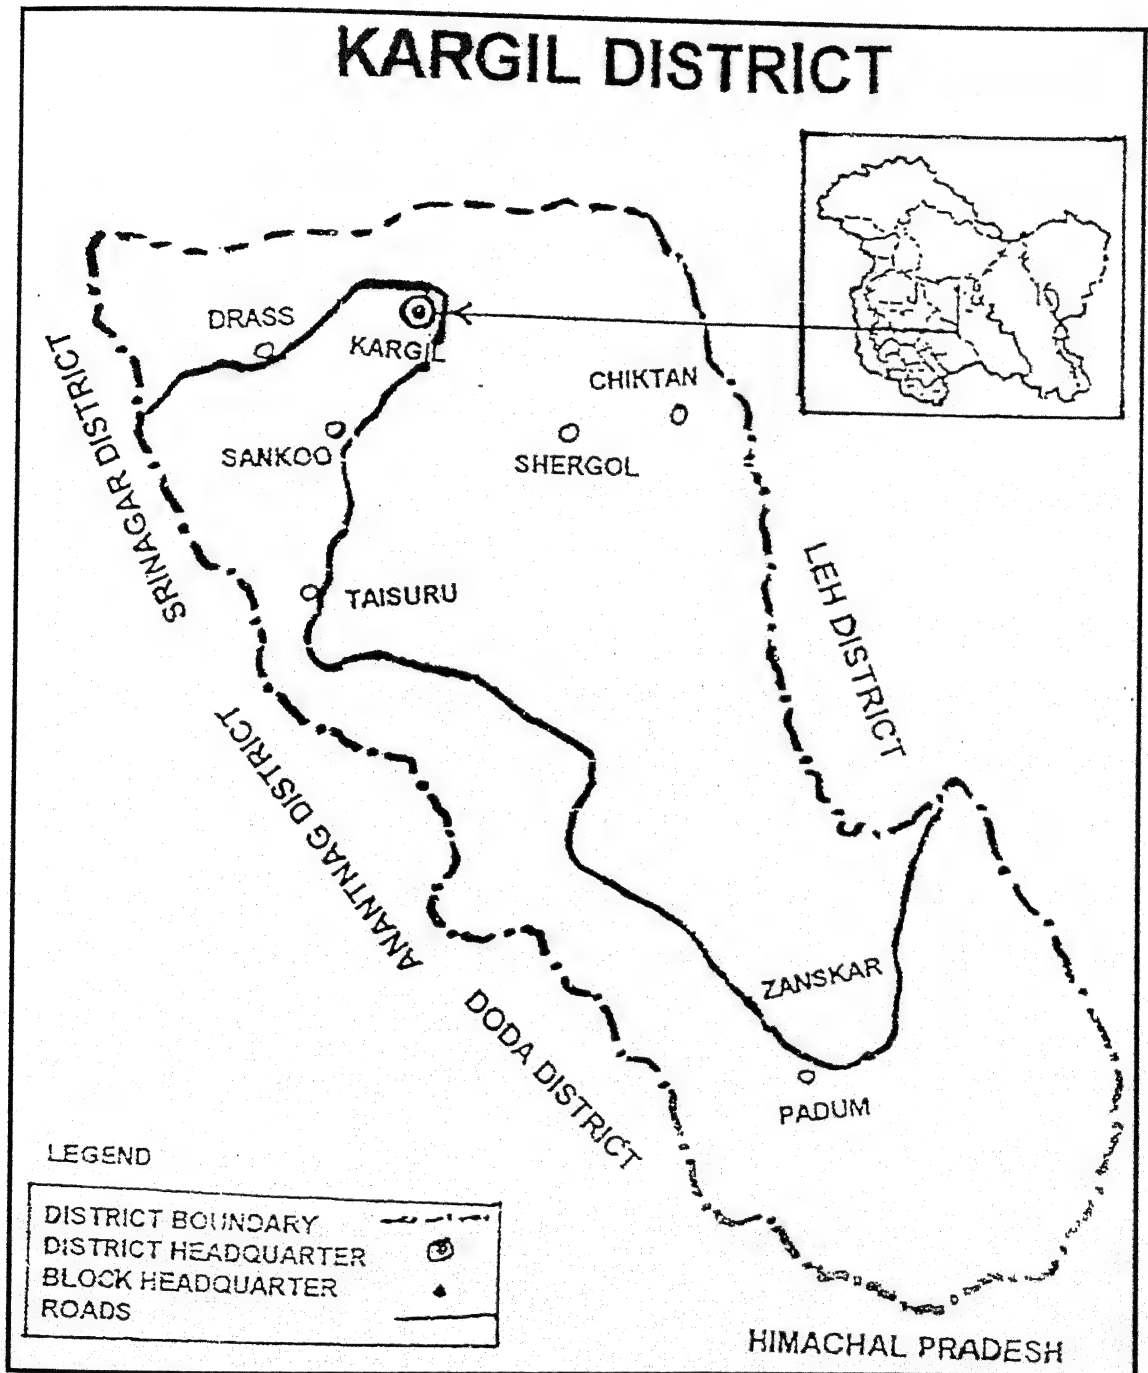 KARGIL DISTRICT
DRASS
KARGIL
CHIKTAN
SANKOO
SHERGOL
SRINAGAR DISTRICT
TAISURU
LEH DISTRICT
ANANTNAG DISTRICT
ZANSKAR
DODA DISTRICT
PADUM
LEGEND
DISTRICT BOUNDARY
DISTRICT HEADQUARTER
BLOCK HEADQUARTER
ROADS
HIMACHAL PRADESH